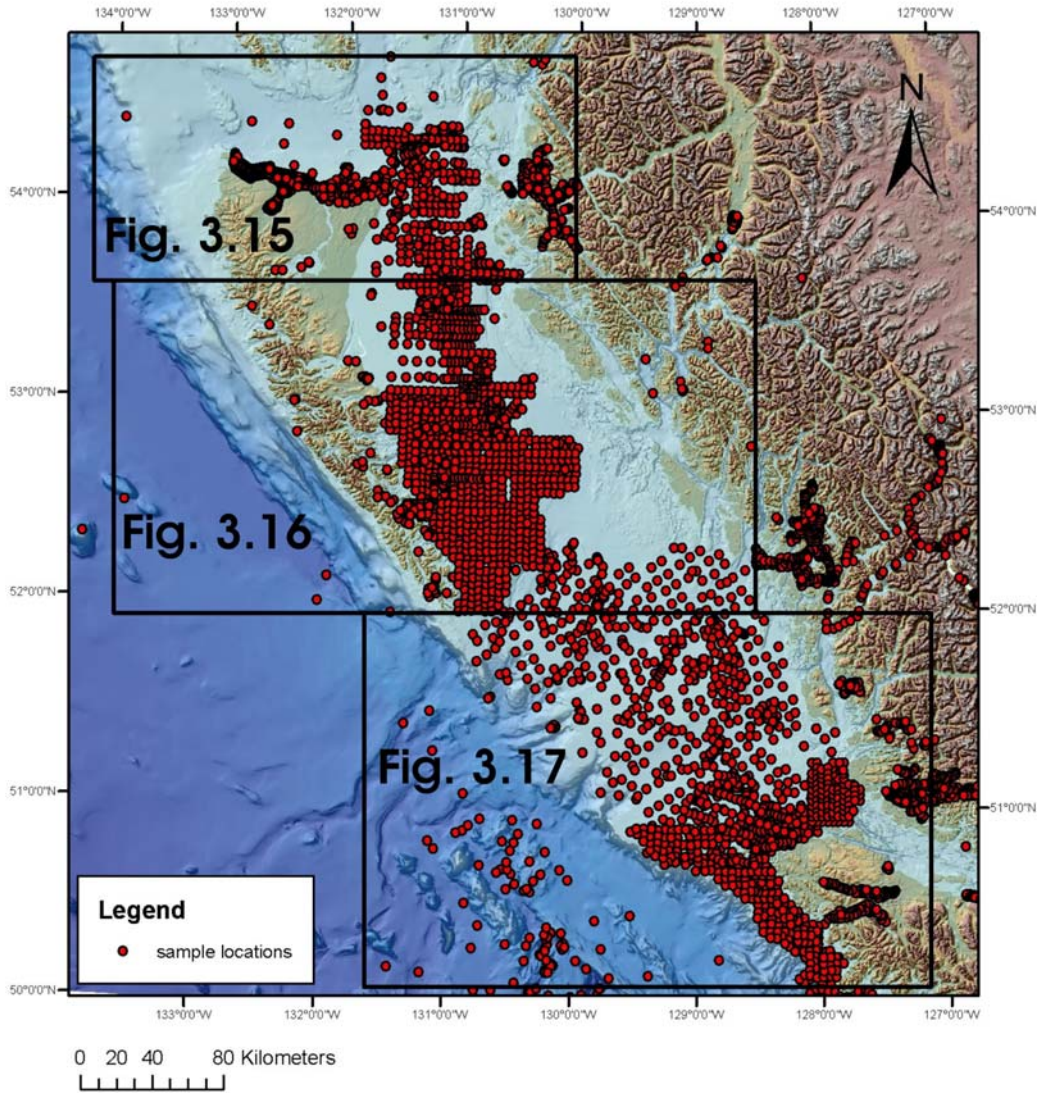 134°0'0"W 133°0'0"W 132°0'0"W 131°0'0"W 130°0'0"W 129°0'0"W 128°0'0"W 127°0'0"W
N
54°0'0"N
54°0'0"N
Fig. 3.15
53°0'0"N
53°0'0"N
Fig. 3.16
52°0'0"N
52°0'0"N
Fig. 3.17
51°0'0"N
51°0'0"N
Legend
sample locations
50°0'0"N
50°0'0"N
133°0'0"W 132°0'0"W 131°0'0"W 130°0'0"W 129°0'0"W 128°0'0"W 127°0'0"W
0 20 40 80 Kilometers